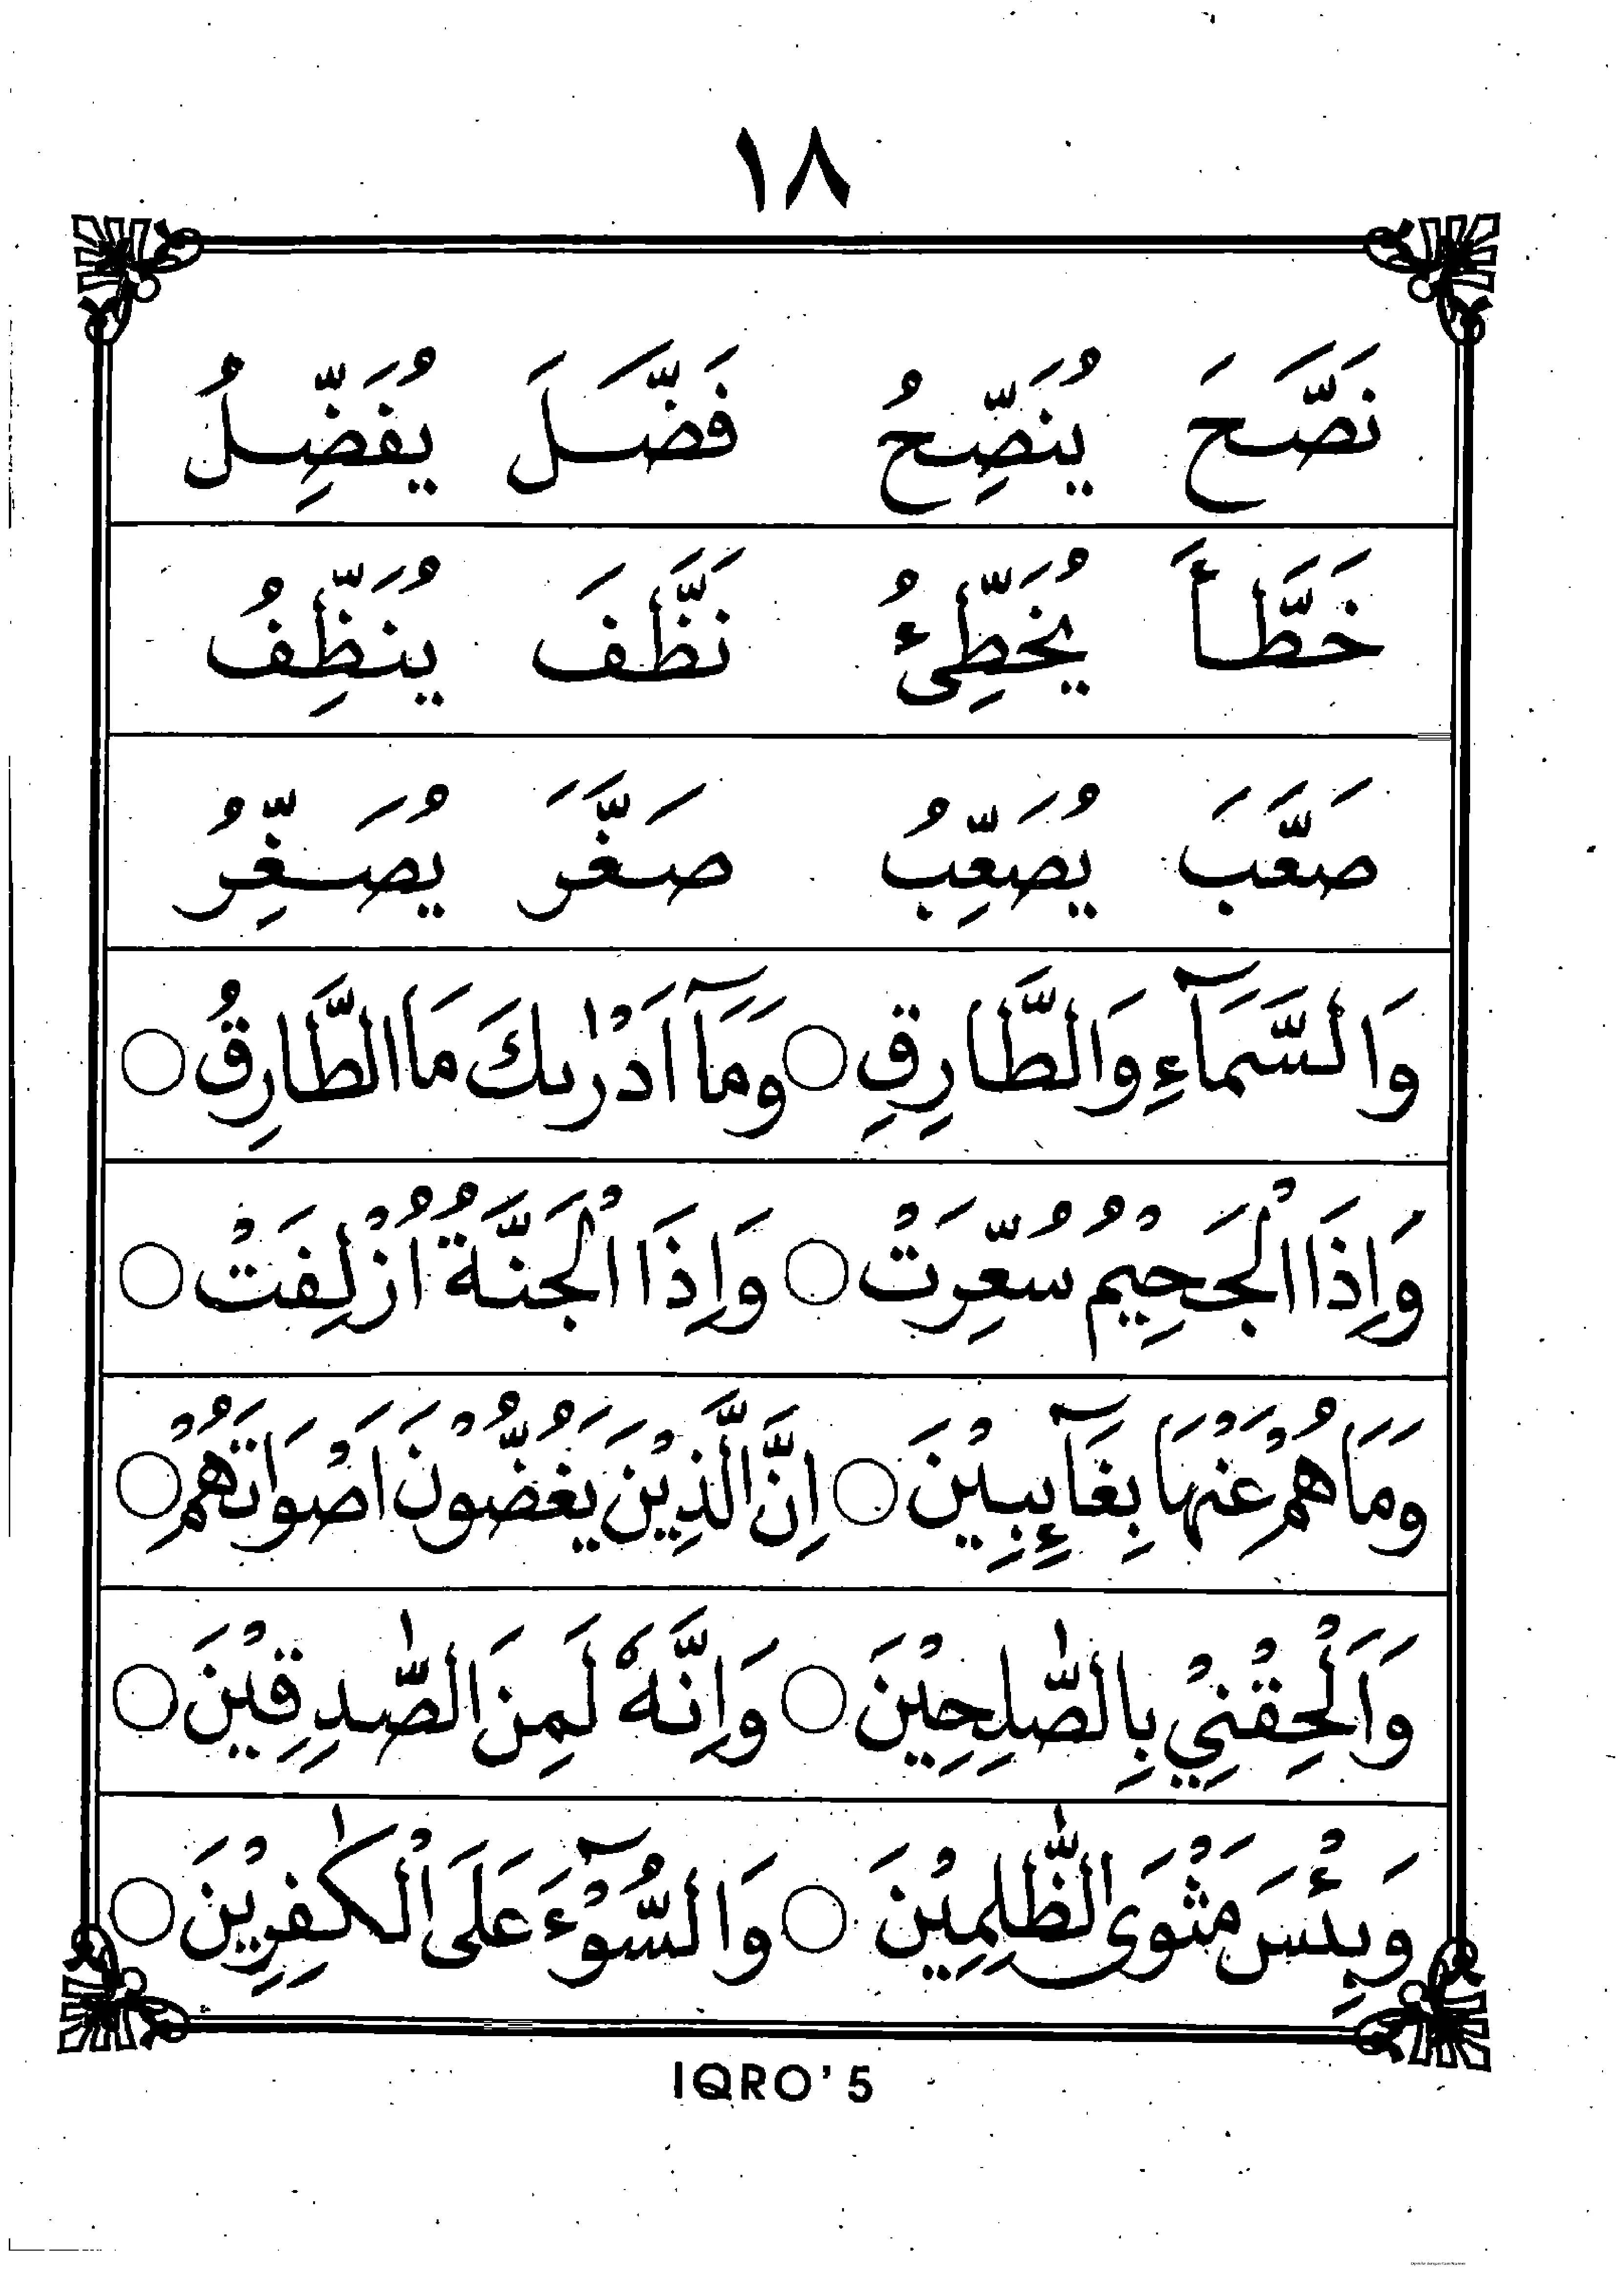 ١٨
نَصَّحَ يُنَصِّحُ فَضَّلَ يُفَضِّلُ
خَطَّأَ يُخَطِّئُ نَظَّفَ يُنَظِّفُ
صَعَّبَ يُصَعِّبُ صَغَّرَ يُصَغِّرُ
وَالسَّمَآءِ وَالطَّارِقِ ○ وَمَآ اَدْرٰىكَ مَا الطَّارِقُ ○
وَاِذَا الْجَحِيْمُ سُعِّرَتْ ○ وَاِذَا الْجَنَّةُ اُزْلِفَتْ ○
وَمَا هُمْ عَنْهَا بِغَآئِبِيْنَ ○ اِنَّ الَّذِيْنَ يَغُضُّوْنَ اَصْوَاتَهُمْ ○
وَاَلْحِقْنِيْ بِالصّٰلِحِيْنَ ○ وَاِنَّهٗ لَمِنَ الصّٰدِقِيْنَ ○
وَبِئْسَ مَثْوَى الظّٰلِمِيْنَ ○ وَالسُّوْٓءَ عَلَى الْكٰفِرِيْنَ ○
IQRO’5